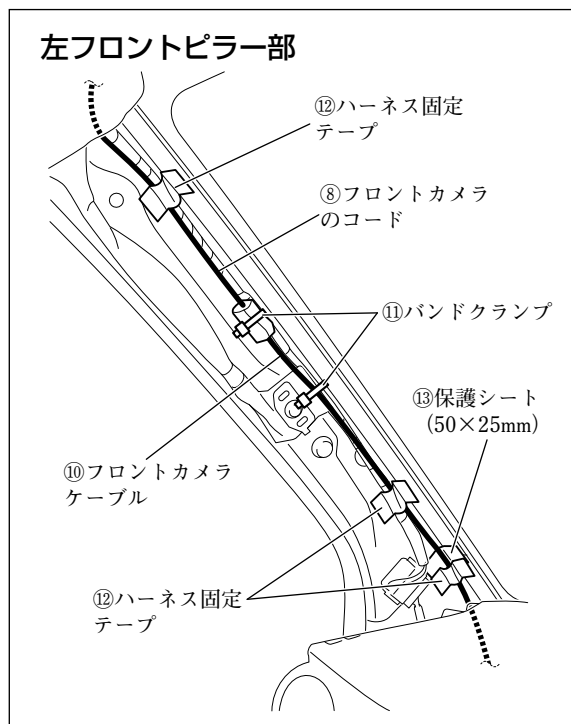 左フロントピラー部
⑫ハーネス固定
テープ
⑧フロントカメラ
のコード
⑪バンドクランプ
⑬保護シート
(50×25mm)
⑩フロントカメラ
ケーブル
⑫ハーネス固定
テープ